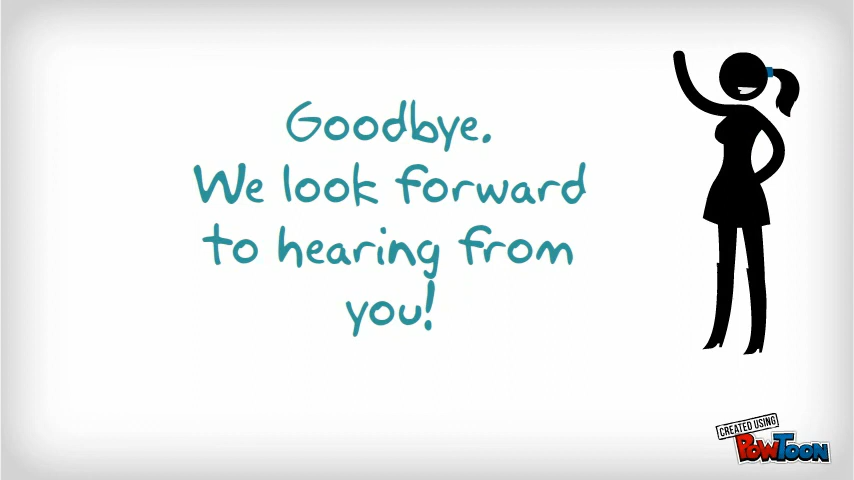 Goodbye.
We look forward
to hearing from
you!
CREATED USING
POWTOON